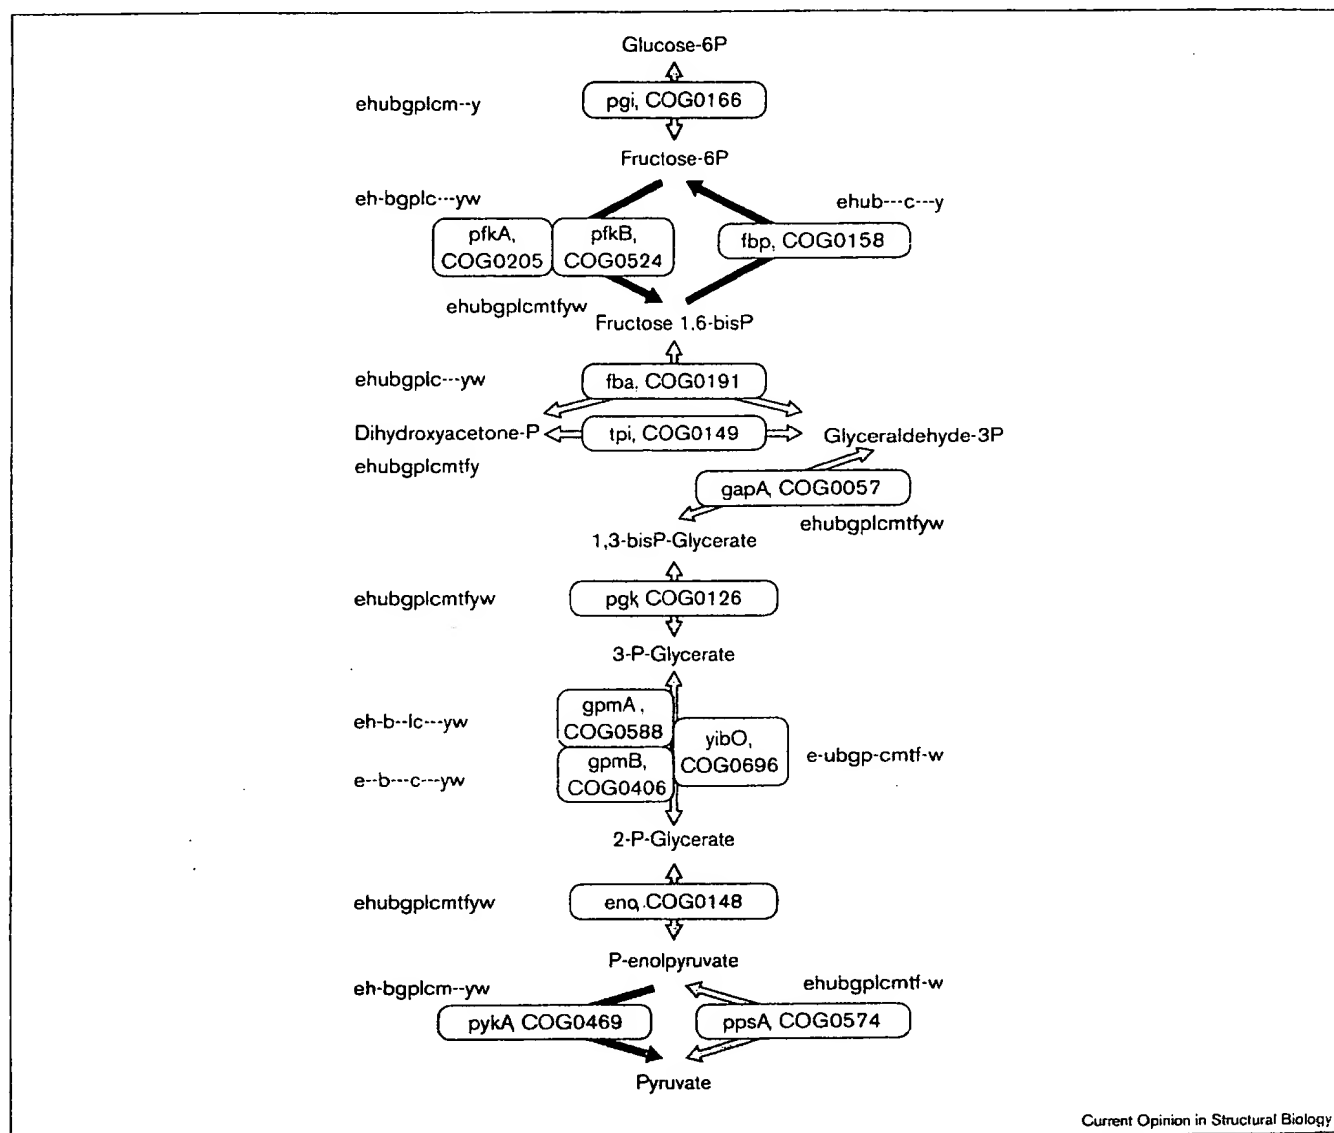 Glucose-6P
ehubgplcm--y
pgi, COG0166
Fructose-6P
eh-bgplc---yw
ehub---c---y
pfkA,
COG0205
pfkB,
COG0524
fbp, COG0158
ehubgplcmtfyw
Fructose 1,6-bisP
ehubgplc---yw
fba, COG0191
Dihydroxyacetone-P
tpi, COG0149
Glyceraldehyde-3P
ehubgplcmtfy
gapA, COG0057
ehubgplcmtfyw
1,3-bisP-Glycerate
ehubgplcmtfyw
pgk, COG0126
3-P-Glycerate
eh-b--lc---yw
gpmA,
COG0588
yibO,
COG0696
e-ubgp-cmtf-w
e--b---c---yw
gpmB,
COG0406
2-P-Glycerate
ehubgplcmtfyw
eno, COG0148
P-enolpyruvate
eh-bgplcm--yw
ehubgplcmtf-w
pykA, COG0469
ppsA, COG0574
Pyruvate
Current Opinion in Structural Biology